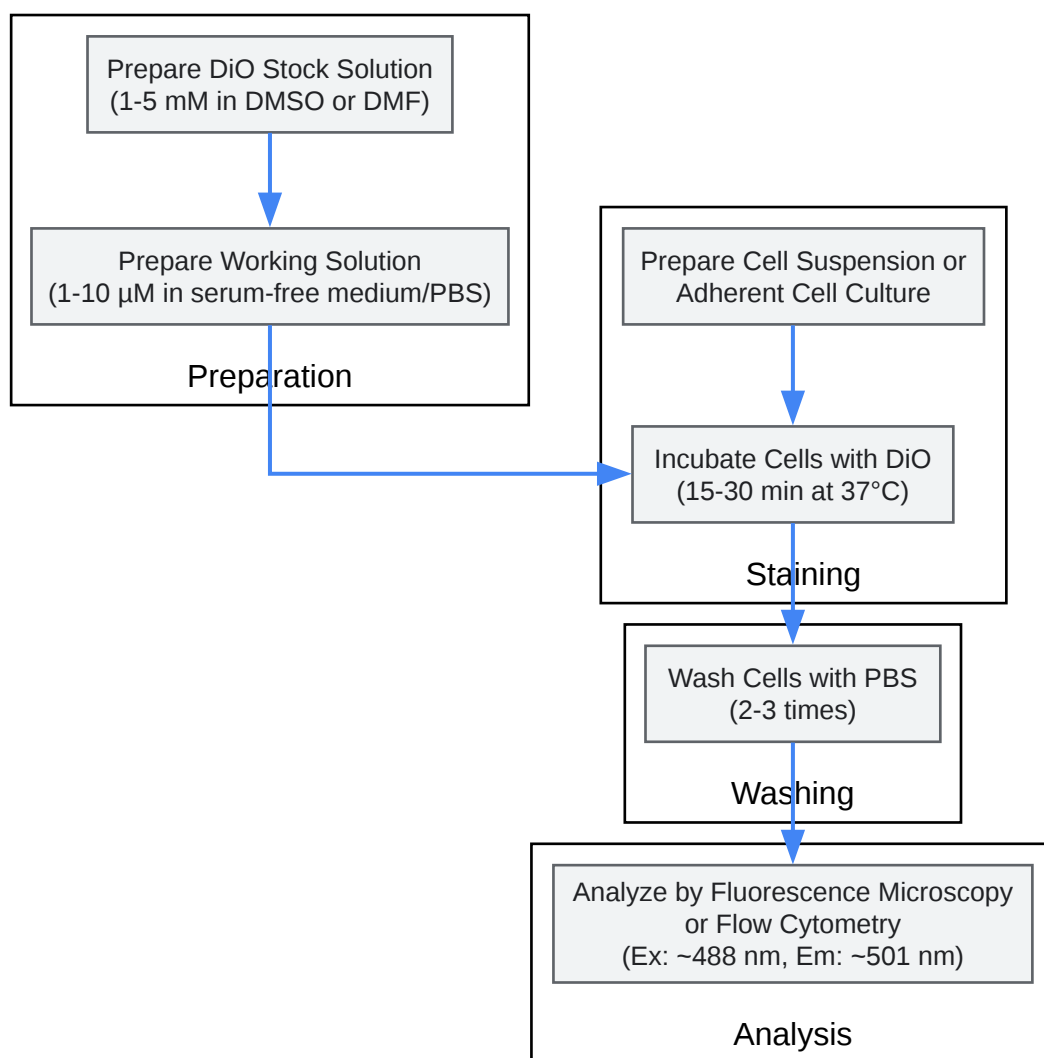 Prepare DiO Stock Solution
(1-5 mM in DMSO or DMF)
Prepare Working Solution
(1-10 µM in serum-free medium/PBS)
Preparation
Prepare Cell Suspension or
Adherent Cell Culture
Incubate Cells with DiO
(15-30 min at 37°C)
Staining
Wash Cells with PBS
(2-3 times)
Washing
Analyze by Fluorescence Microscopy
or Flow Cytometry
(Ex: ~488 nm, Em: ~501 nm)
Analysis